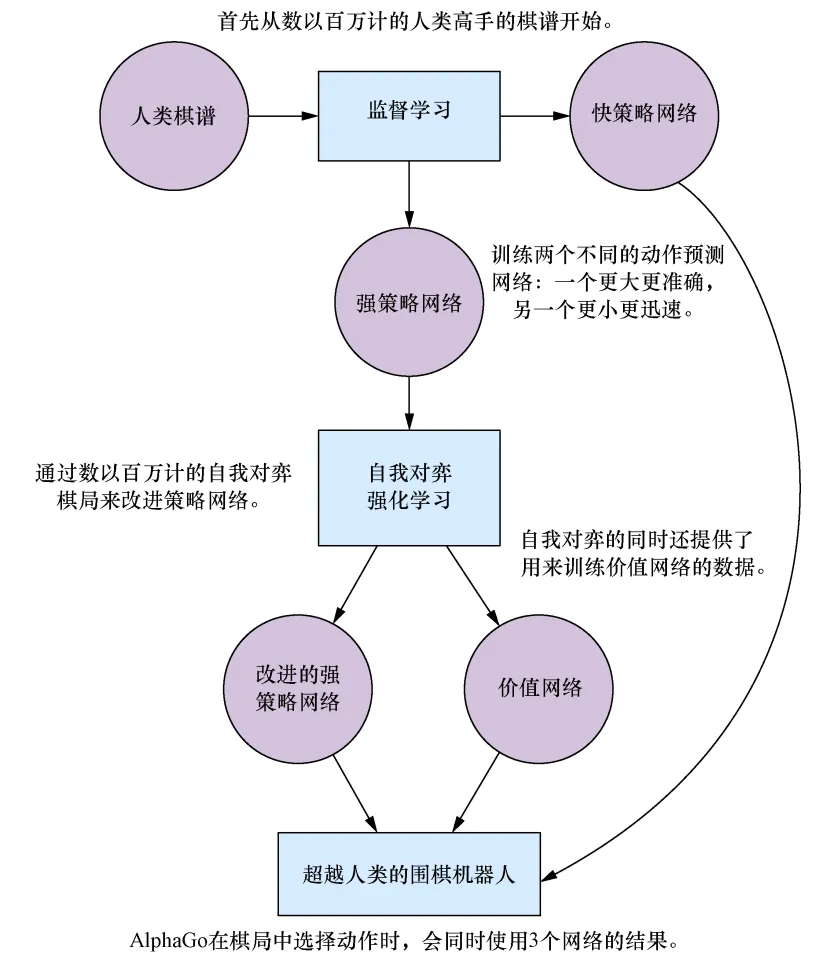 首先从数以百万计的人类高手的棋谱开始。
人类棋谱
监督学习
快策略网络
训练两个不同的动作预测
网络：一个更大更准确，
另一个更小更迅速。
强策略网络
通过数以百万计的自我对弈
棋局来改进策略网络。
自我对弈
强化学习
自我对弈的同时还提供了
用来训练价值网络的数据。
改进的强
策略网络
价值网络
超越人类的围棋机器人
AlphaGo在棋局中选择动作时，会同时使用3个网络的结果。